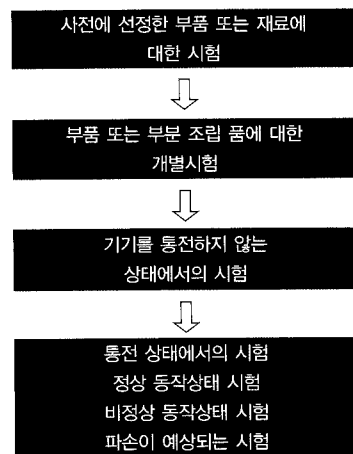 사전에 선정한 부품 또는 재료에
대한 시험
부품 또는 부분 조립 품에 대한
개별시험
기기를 통전하지 않는
상태에서의 시험
통전 상태에서의 시험
정상 동작상태 시험
비정상 동작상태 시험
파손이 예상되는 시험